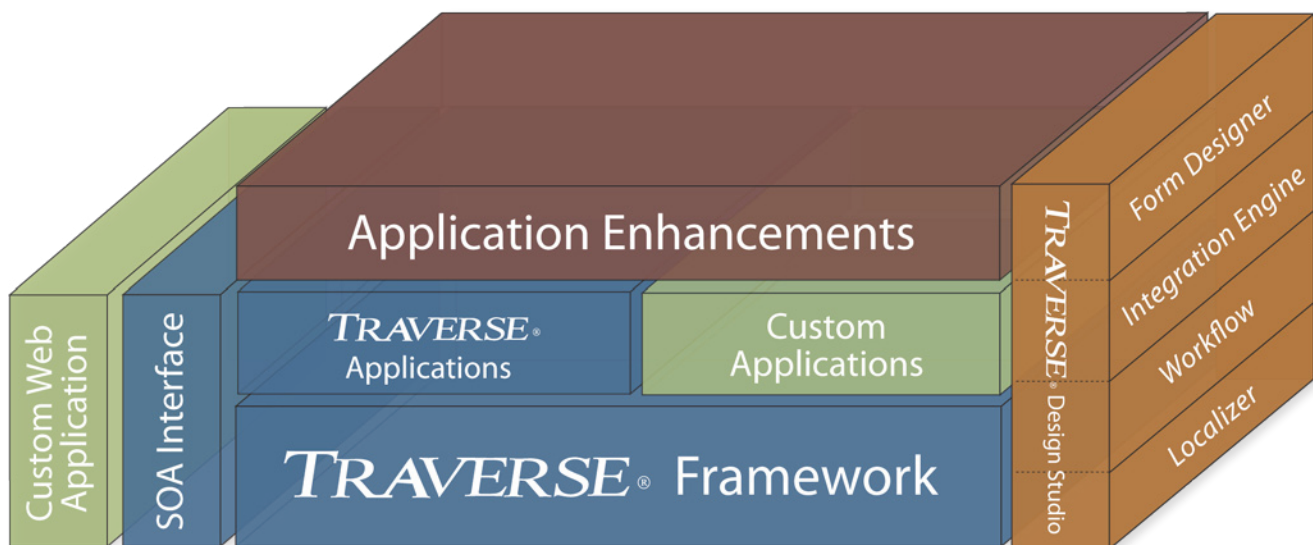 Application Enhancements
TRAVERSE®
Applications
Custom
Applications
TRAVERSE® Framework
Custom Web
Application
SOA Interface
TRAVERSE® Design Studio
Form Designer
Integration Engine
Workflow
Localizer